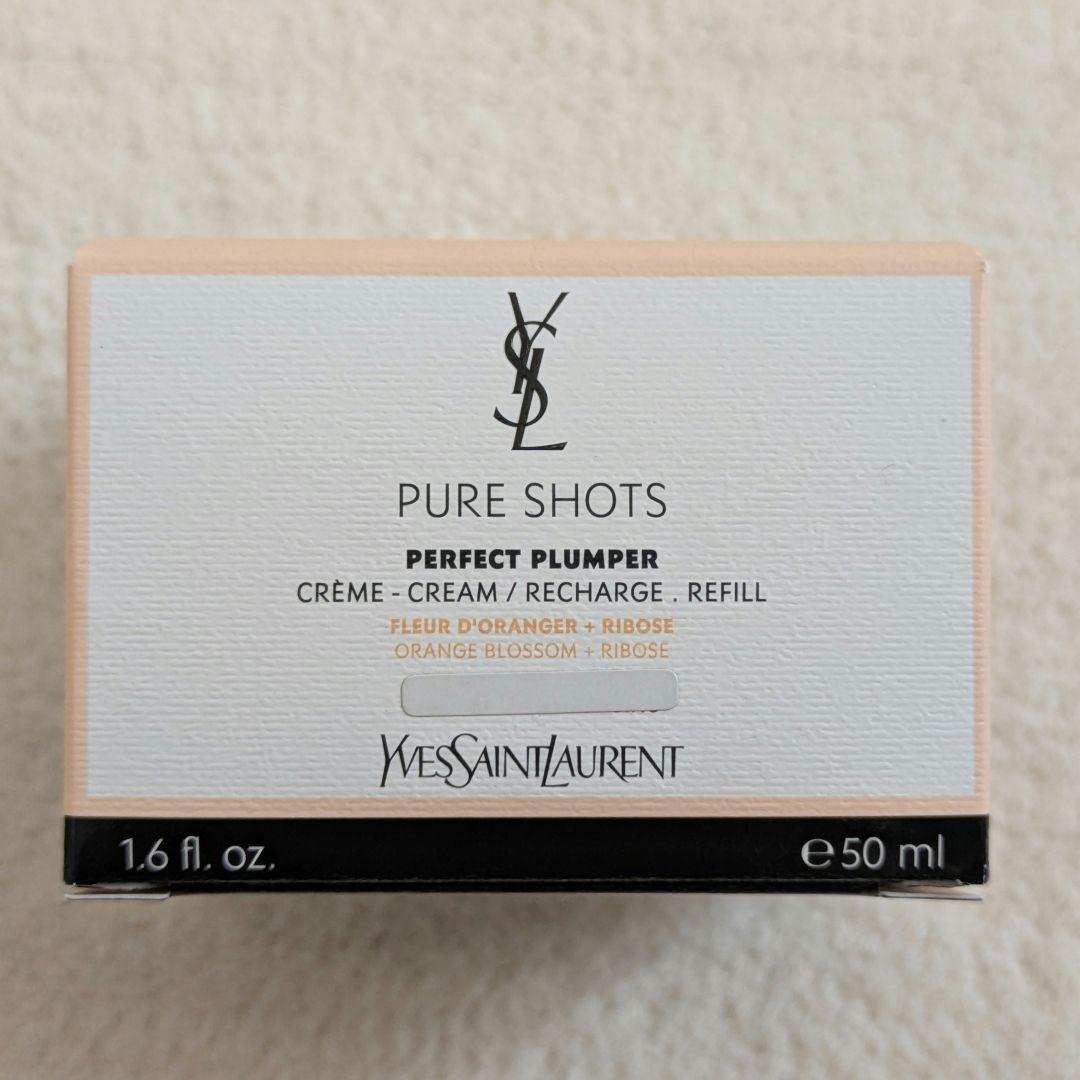 YSL
PURE SHOTS
PERFECT PLUMPER
CRÈME - CREAM / RECHARGE . REFILL
FLEUR D'ORANGER + RIBOSE
ORANGE BLOSSOM + RIBOSE
YVESSAINTLAURENT
1.6 fl. oz.
℮50 ml